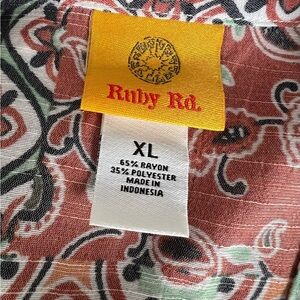 Ruby Rd.
XL
65% RAYON
35% POLYESTER
MADE IN
INDONESIA